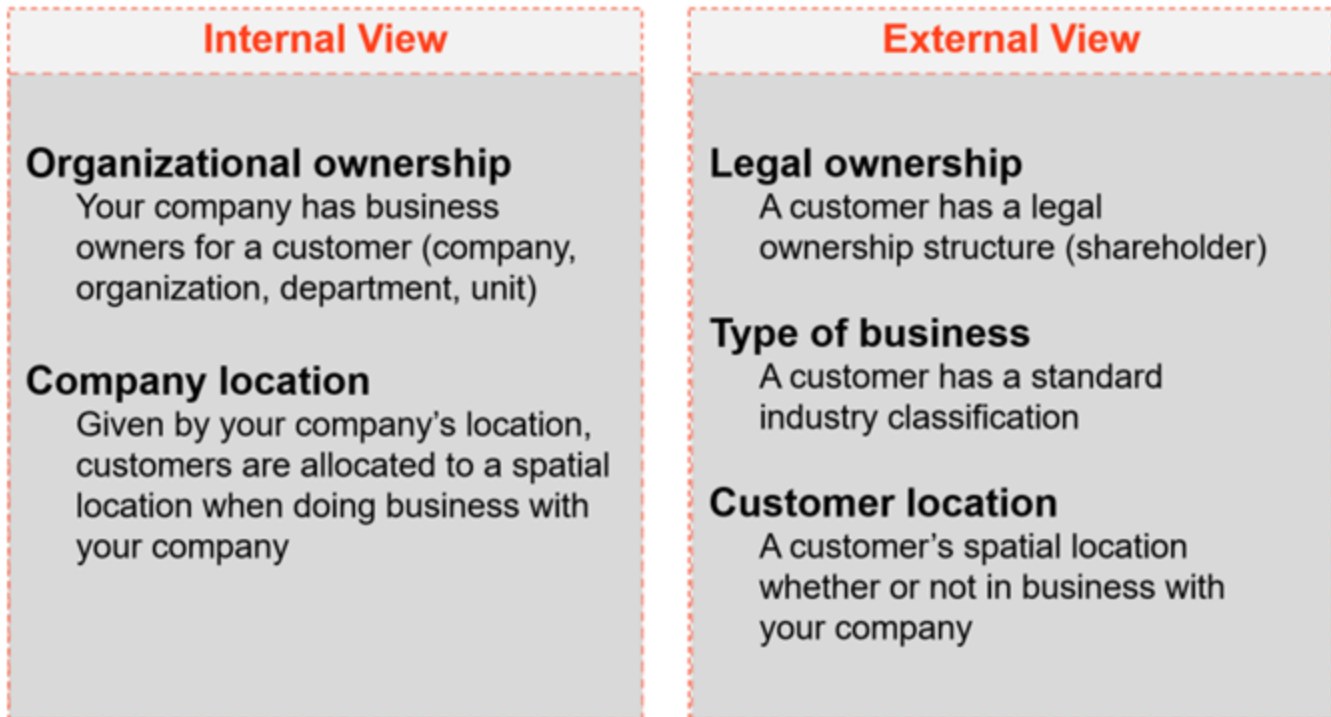 Internal View
Organizational ownership
Your company has business
owners for a customer (company,
organization, department, unit)
Company location
Given by your company's location,
customers are allocated to a spatial
location when doing business with
your company
External View
Legal ownership
A customer has a legal
ownership structure (shareholder)
Type of business
A customer has a standard
industry classification
Customer location
A customer's spatial location
whether or not in business with
your company